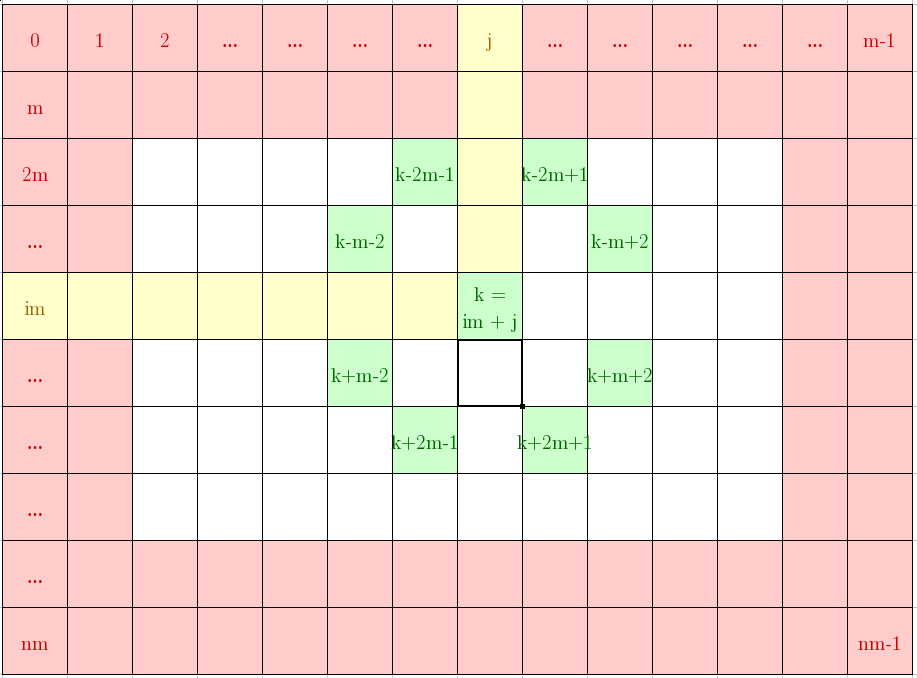 0 1 2 ... ... ... ... j ... ... ... ... ... m-1
m
2m k-2m-1 k-2m+1
... k-m-2 k-m+2
im k =
im + j
... k+m-2 k+m+2
... k+2m-1 k+2m+1
...
...
nm nm-1